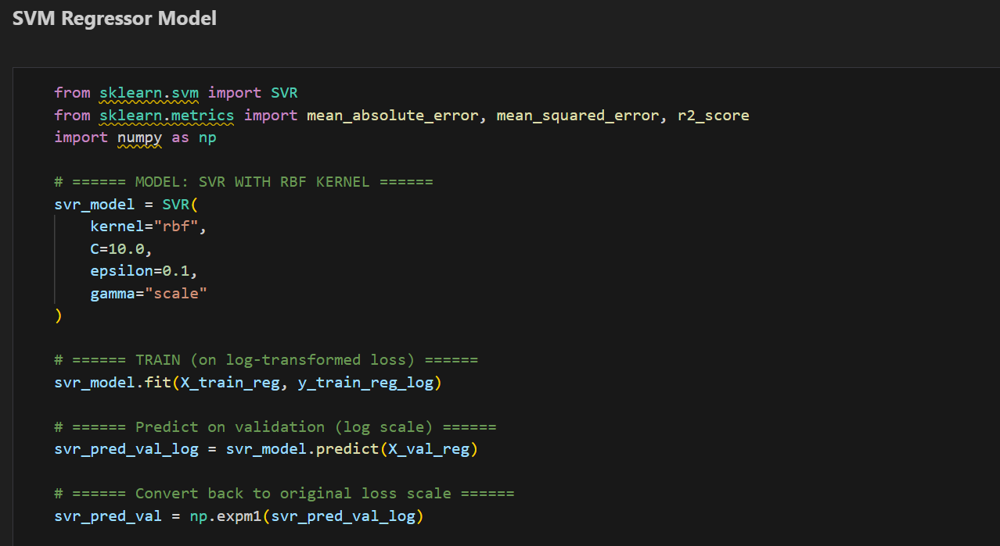 SVM Regressor Model
from sklearn.svm import SVR
from sklearn.metrics import mean_absolute_error, mean_squared_error, r2_score
import numpy as np
# ====== MODEL: SVR WITH RBF KERNEL ======
svr_model = SVR(
    kernel="rbf",
    C=10.0,
    epsilon=0.1,
    gamma="scale"
)
# ====== TRAIN (on log-transformed loss) ======
svr_model.fit(X_train_reg, y_train_reg_log)
# ====== Predict on validation (log scale) ======
svr_pred_val_log = svr_model.predict(X_val_reg)
# ====== Convert back to original loss scale ======
svr_pred_val = np.expm1(svr_pred_val_log)